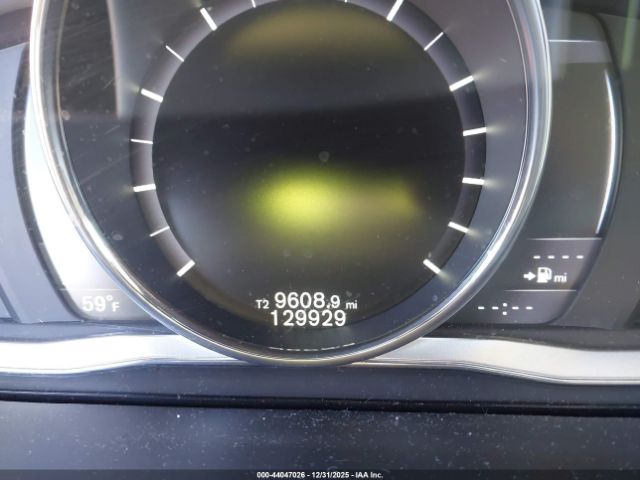 ---- 
mi
59°F
T2 9608.9 mi
129929
--:--
000-44047026 - 12/31/2025 - IAA Inc.